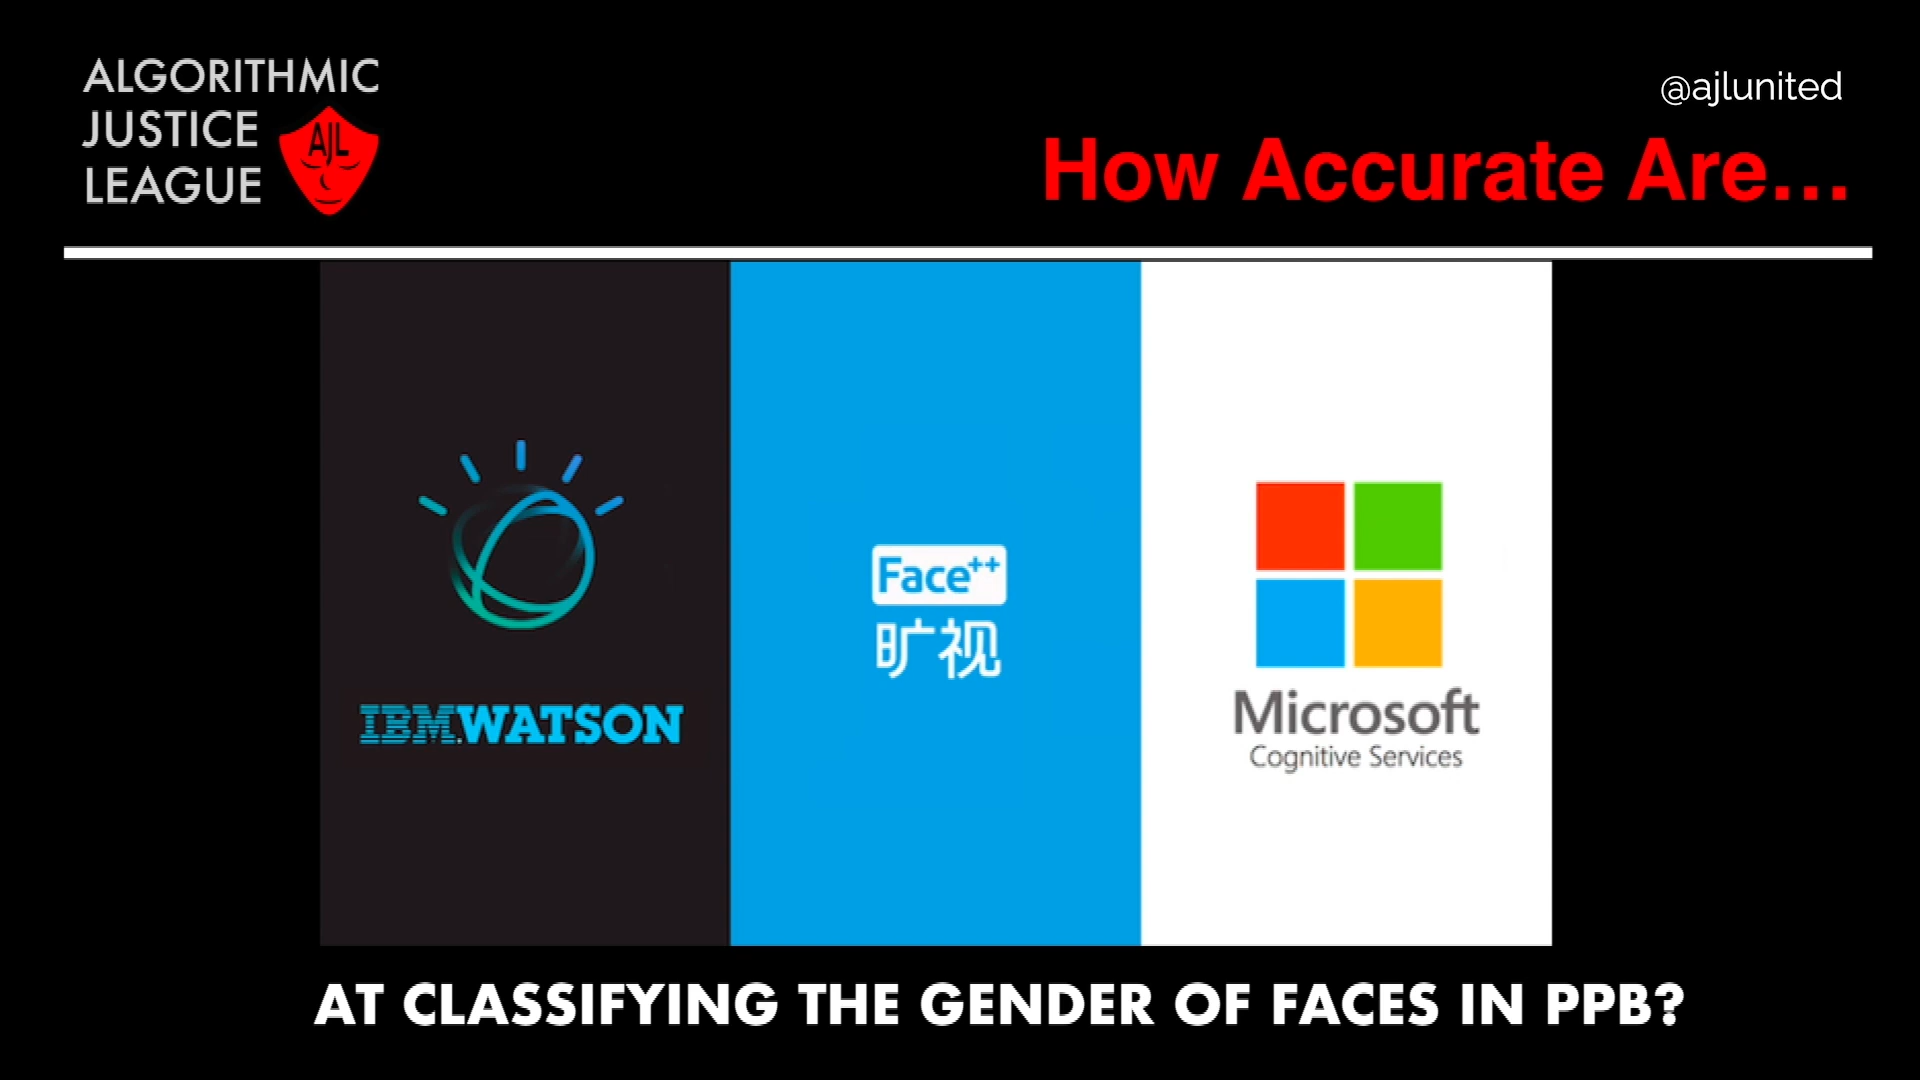 ALGORITHMIC
JUSTICE
LEAGUE
AJL
@ajlunited
How Accurate Are...
IBM WATSON
Face++
旷视
Microsoft
Cognitive Services
AT CLASSIFYING THE GENDER OF FACES IN PPB?